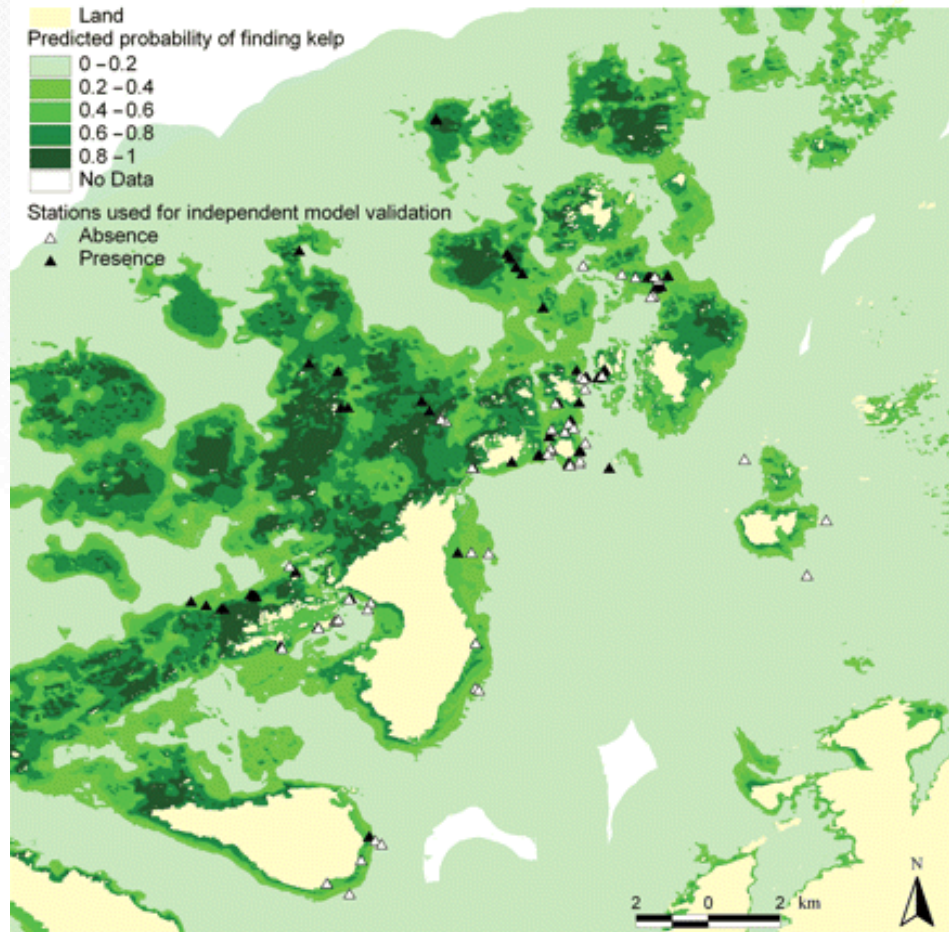 Land
Predicted probability of finding kelp
0 – 0.2
0.2 – 0.4
0.4 – 0.6
0.6 – 0.8
0.8 – 1
No Data
Stations used for independent model validation
Absence
Presence
N
2 0 2 km